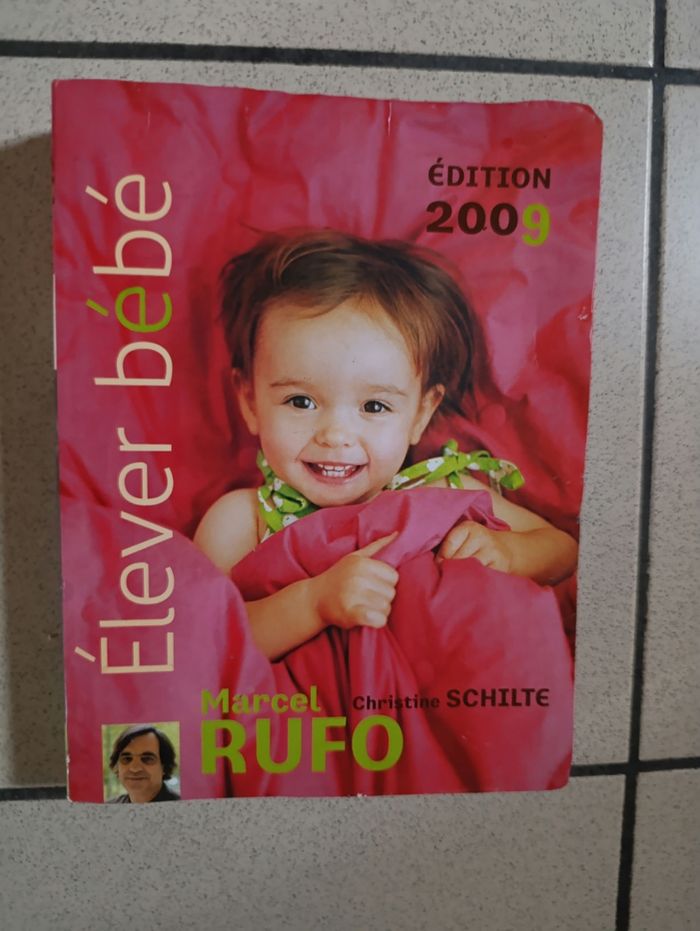 Élever bébé
ÉDITION
2009
Marcel
RUFO
Christine SCHILTE